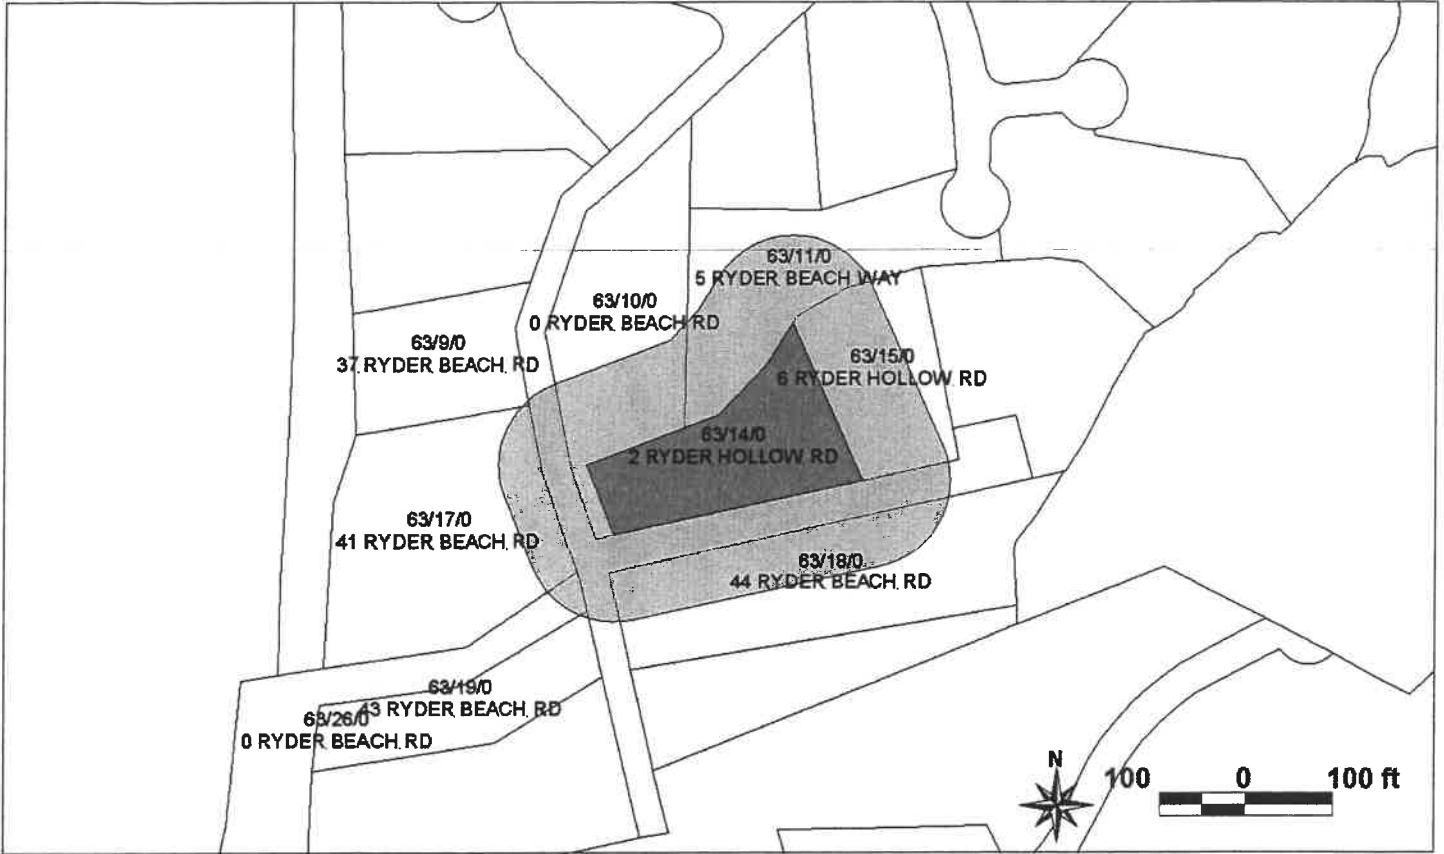 63/11/0
5 RYDER BEACH WAY
63/10/0
0 RYDER BEACH RD
63/9/0
37 RYDER BEACH RD
63/15/0
6 RYDER HOLLOW RD
63/14/0
2 RYDER HOLLOW RD
63/17/0
41 RYDER BEACH RD
63/18/0
44 RYDER BEACH RD
63/19/0
43 RYDER BEACH RD
63/26/0
0 RYDER BEACH RD
N
100 0 100 ft